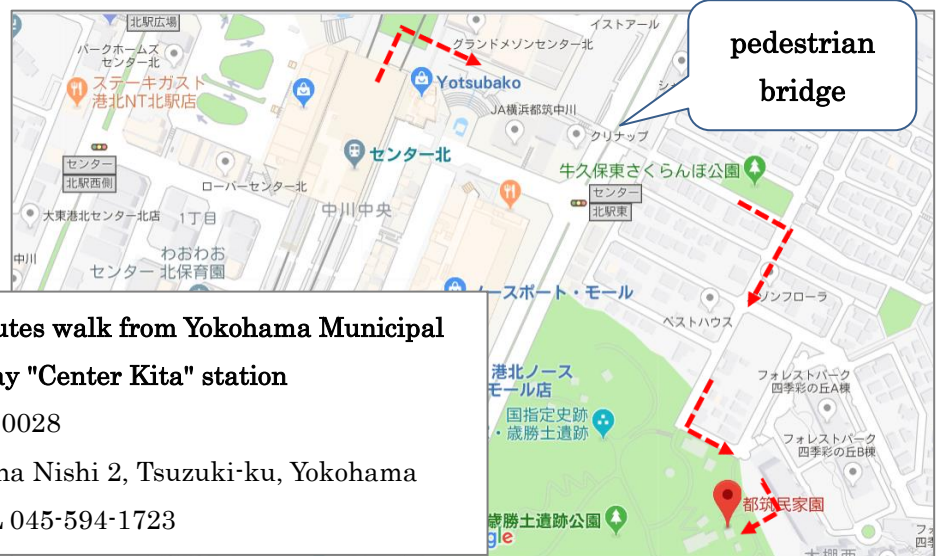 北駅広場
イストアール
パークホームズ
センター北
グランドメゾンセンター北
pedestrian
bridge
ステーキガスト
港北NT北駅店
Yotsubako
JA横浜都筑中川
クリナップ
センター
北駅西側
センター北
牛久保東さくらんぼ公園
ローバーセンター北
センター
北駅東
大東港北センター北店
1丁目
中川中央
中川
わおわお
センター北保育園
ースポート・モール
ゾンフローラ
ベストハウス
utes walk from Yokohama Municipal
ay "Center Kita" station
0028
na Nishi 2, Tsuzuki-ku, Yokohama
L 045-594-1723
港北ノース
モール店
国指定史跡
・歳勝土遺跡
フォレストパーク
四季彩の丘A棟
フォレストパーク
四季彩の丘B棟
都筑民家園
歳勝土遺跡公園
gle
大棚西